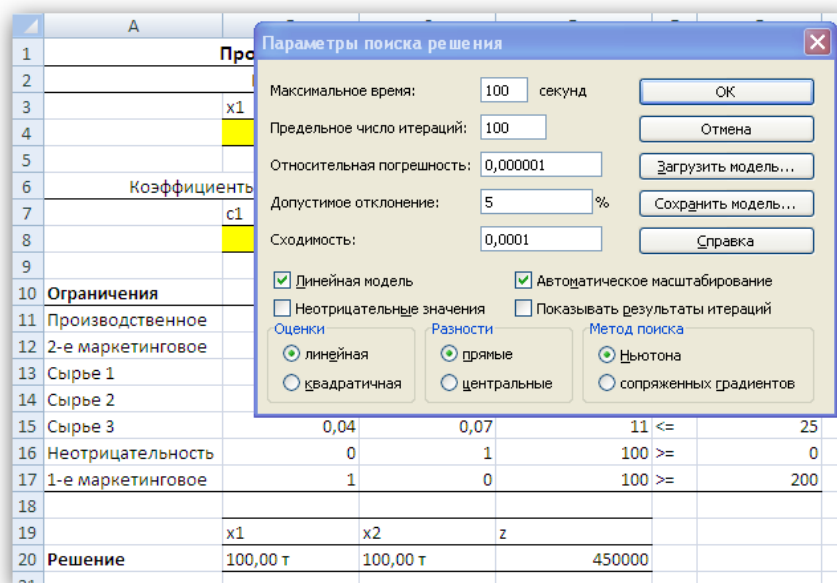 A
1 Про
2
3 x1
4
5
6 Коэффициенты
7 c1
8
9
10 Ограничения
11 Производственное
12 2-е маркетинговое
13 Сырье 1
14 Сырье 2
15 Сырье 3 0,04 0,07 11 <= 25
16 Неотрицательность 0 1 100 >= 0
17 1-е маркетинговое 1 0 100 >= 200
18
19 x1 x2 z
20 Решение 100,00 т 100,00 т 450000
Параметры поиска решения
Максимальное время: 100 секунд ОК
Предельное число итераций: 100 Отмена
Относительная погрешность: 0,000001 Загрузить модель...
Допустимое отклонение: 5 % Сохранить модель...
Сходимость: 0,0001 Справка
Линейная модель Автоматическое масштабирование
Неотрицательные значения Показывать результаты итераций
Оценки Разности Метод поиска
линейная прямые Ньютона
квадратичная центральные сопряженных градиентов